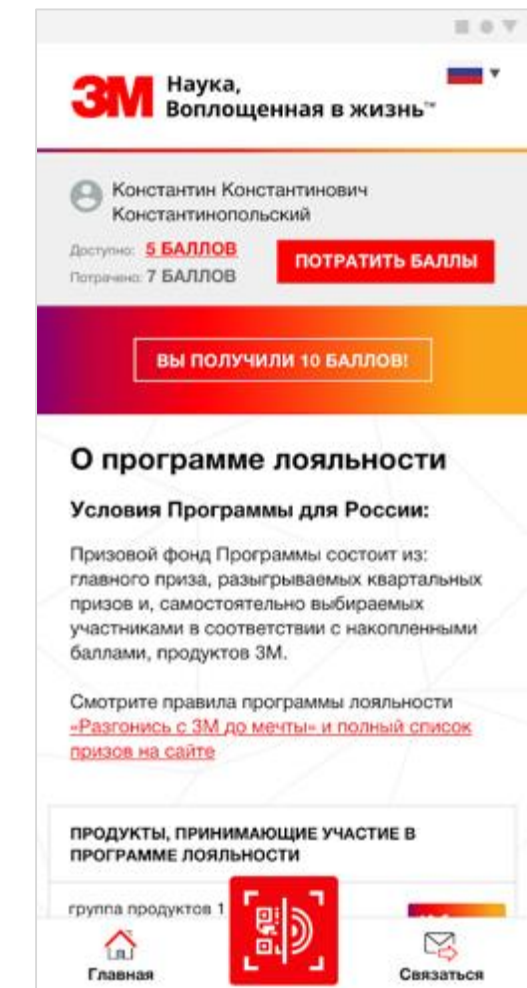 3M Наука,
Воплощенная в жизнь™
Константин Константинович
Константинопольский
Доступно: 5 БАЛЛОВ
Потрачено: 7 БАЛЛОВ
ПОТРАТИТЬ БАЛЛЫ
ВЫ ПОЛУЧИЛИ 10 БАЛЛОВ!
О программе лояльности
Условия Программы для России:
Призовой фонд Программы состоит из:
главного приза, разыгрываемых квартальных
призов и, самостоятельно выбираемых
участниками в соответствии с накопленными
баллами, продуктов 3М.
Смотрите правила программы лояльности
«Разгонись с 3М до мечты« и полный список
призов на сайте
ПРОДУКТЫ, ПРИНИМАЮЩИЕ УЧАСТИЕ В
ПРОГРАММЕ ЛОЯЛЬНОСТИ
группа продуктов 1
Главная
Связаться